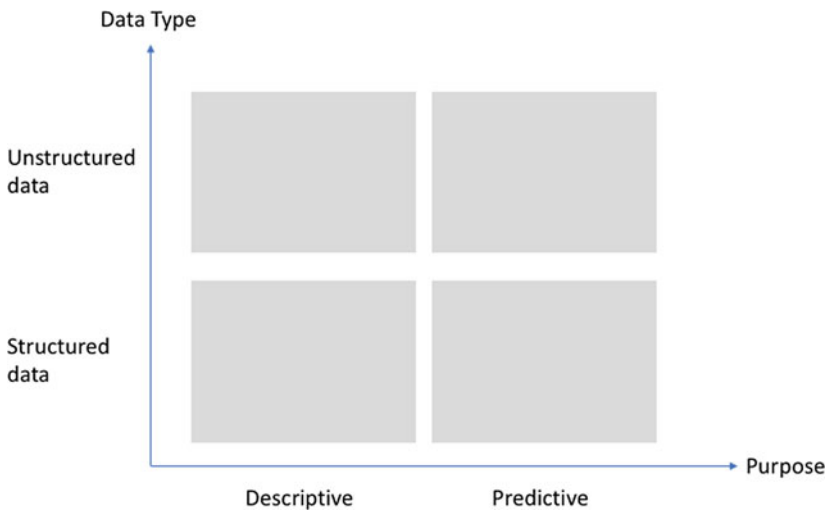 Data Type
Unstructured
data
Structured
data
Purpose
Descriptive
Predictive